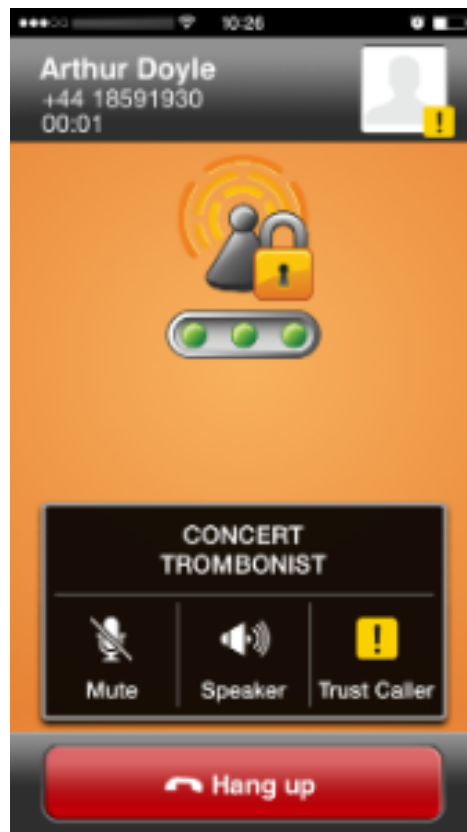 10:26
Arthur Doyle
+44 18591930
00:01
CONCERT
TROMBONIST
Mute
Speaker
Trust Caller
Hang up